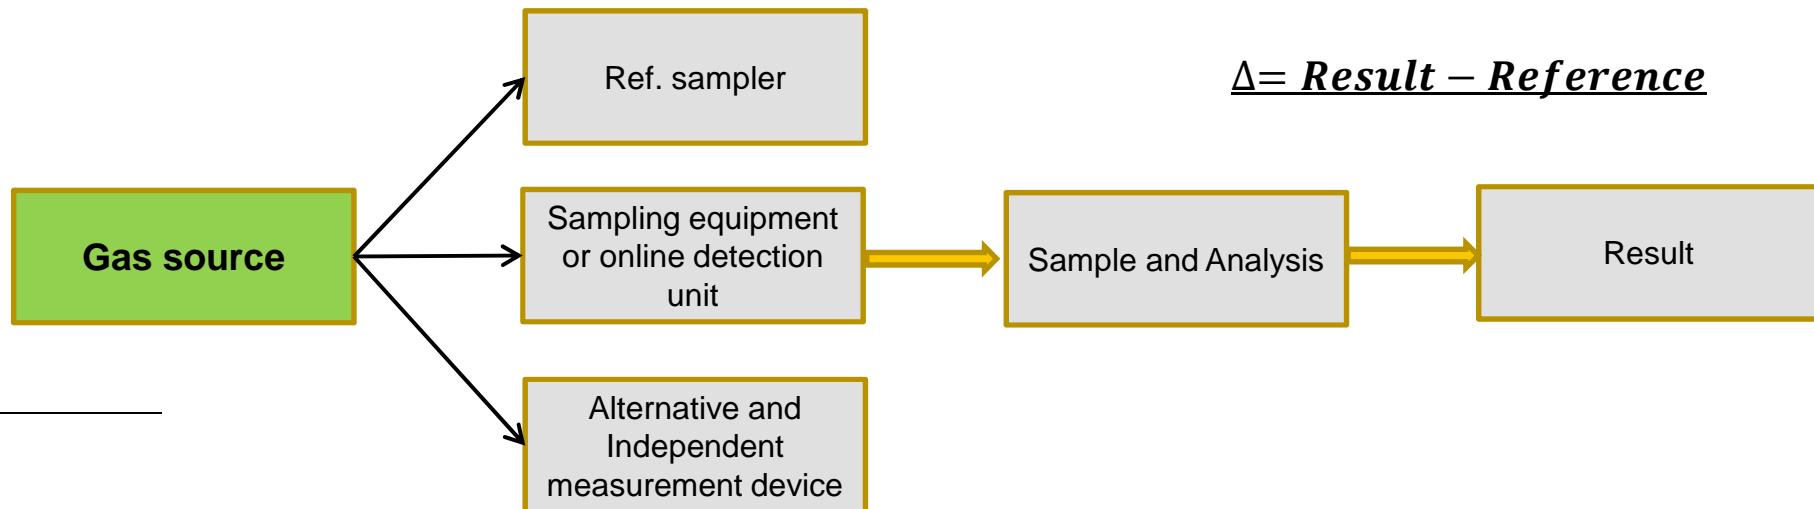 Ref. sampler
Δ= Result − Reference
Gas source
Sampling equipment
or online detection
unit
Sample and Analysis
Result
Alternative and
Independent
measurement device